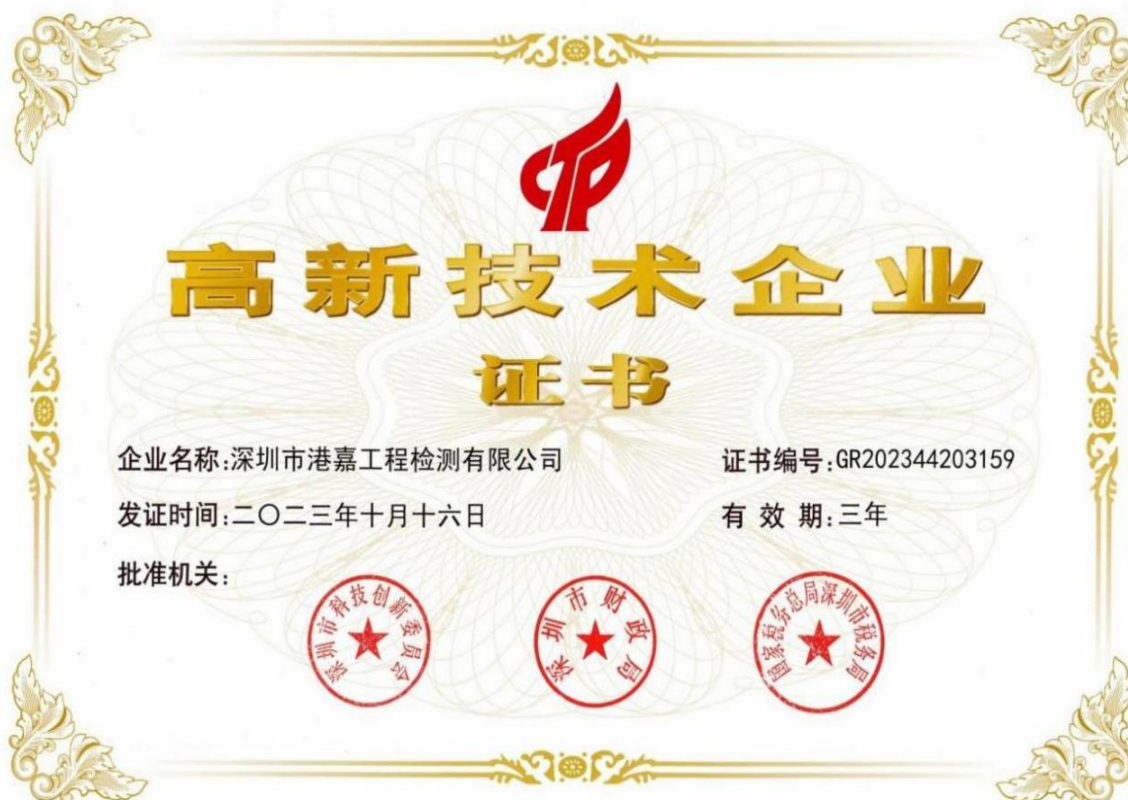 高新技术企业
证书
企业名称:深圳市港嘉工程检测有限公司
证书编号:GR202344203159
发证时间:二〇二三年十月十六日
有效期:三年
批准机关:
深圳市科技创新委员会
深圳市财政局
国家税务总局深圳市税务局